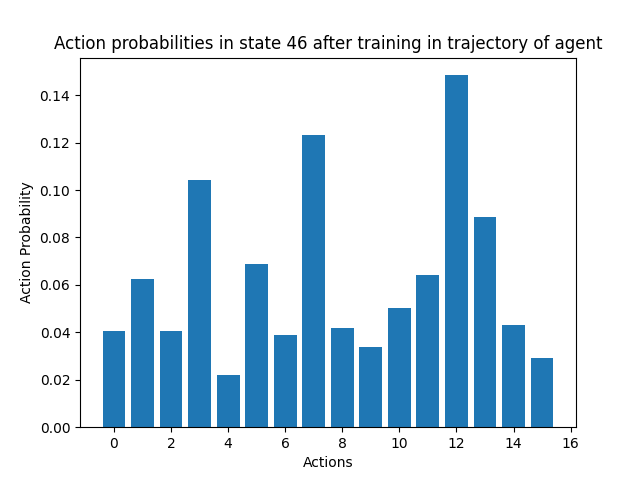 Action probabilities in state 46 after training in trajectory of agent
0.14
0.12
0.10
0.08
0.06
0.04
0.02
0.00
Action Probability
0 2 4 6 8 10 12 14 16
Actions